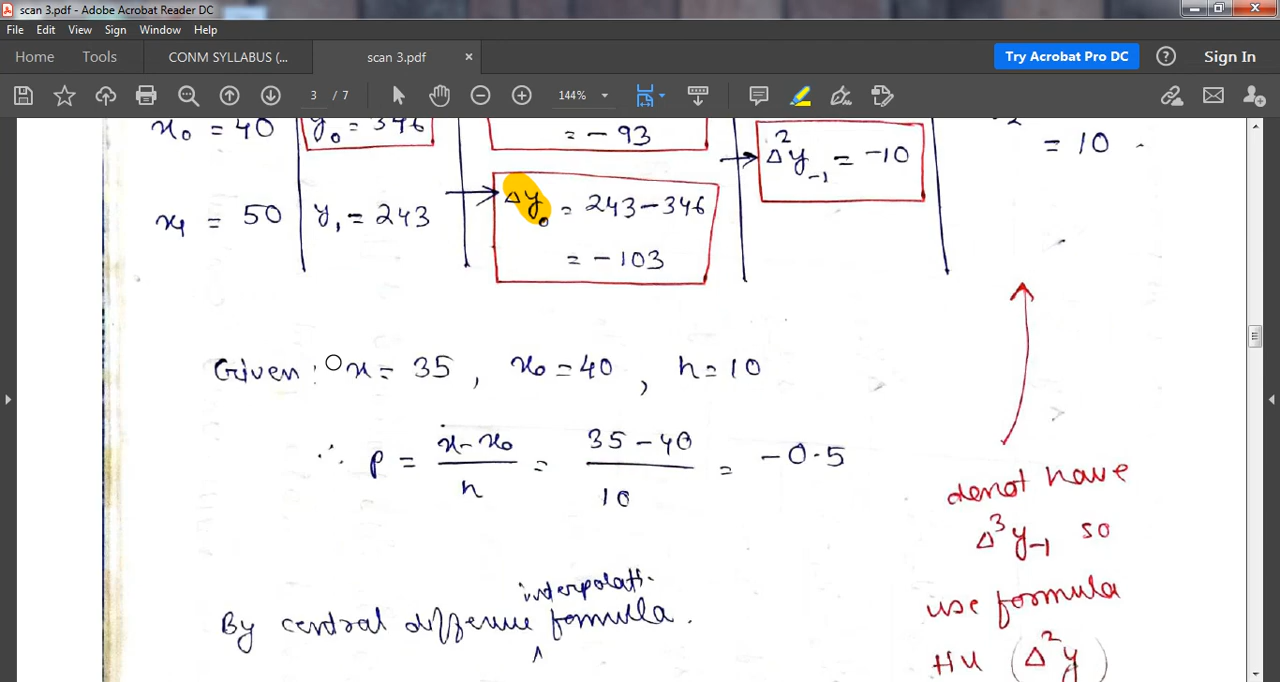 scan 3.pdf - Adobe Acrobat Reader DC
File Edit View Sign Window Help
Home Tools CONM SYLLABUS (... scan 3.pdf × Try Acrobat Pro DC ? Sign In
3 / 7 144%
x₀ = 40 y₀ = 346 = - 93 Δ²y₋₁ = -10 = 10
x₁ = 50 y₁ = 243 Δy₀ = 243-346
= -103
Given: x = 35, x₀ = 40, h = 10
∴ p = (x-x₀)/h = (35-40)/10 = -0.5
donot have
Δ³y₋₁ so
use formula
till (Δ²y)
interpolati.
By central difference ^ formula.